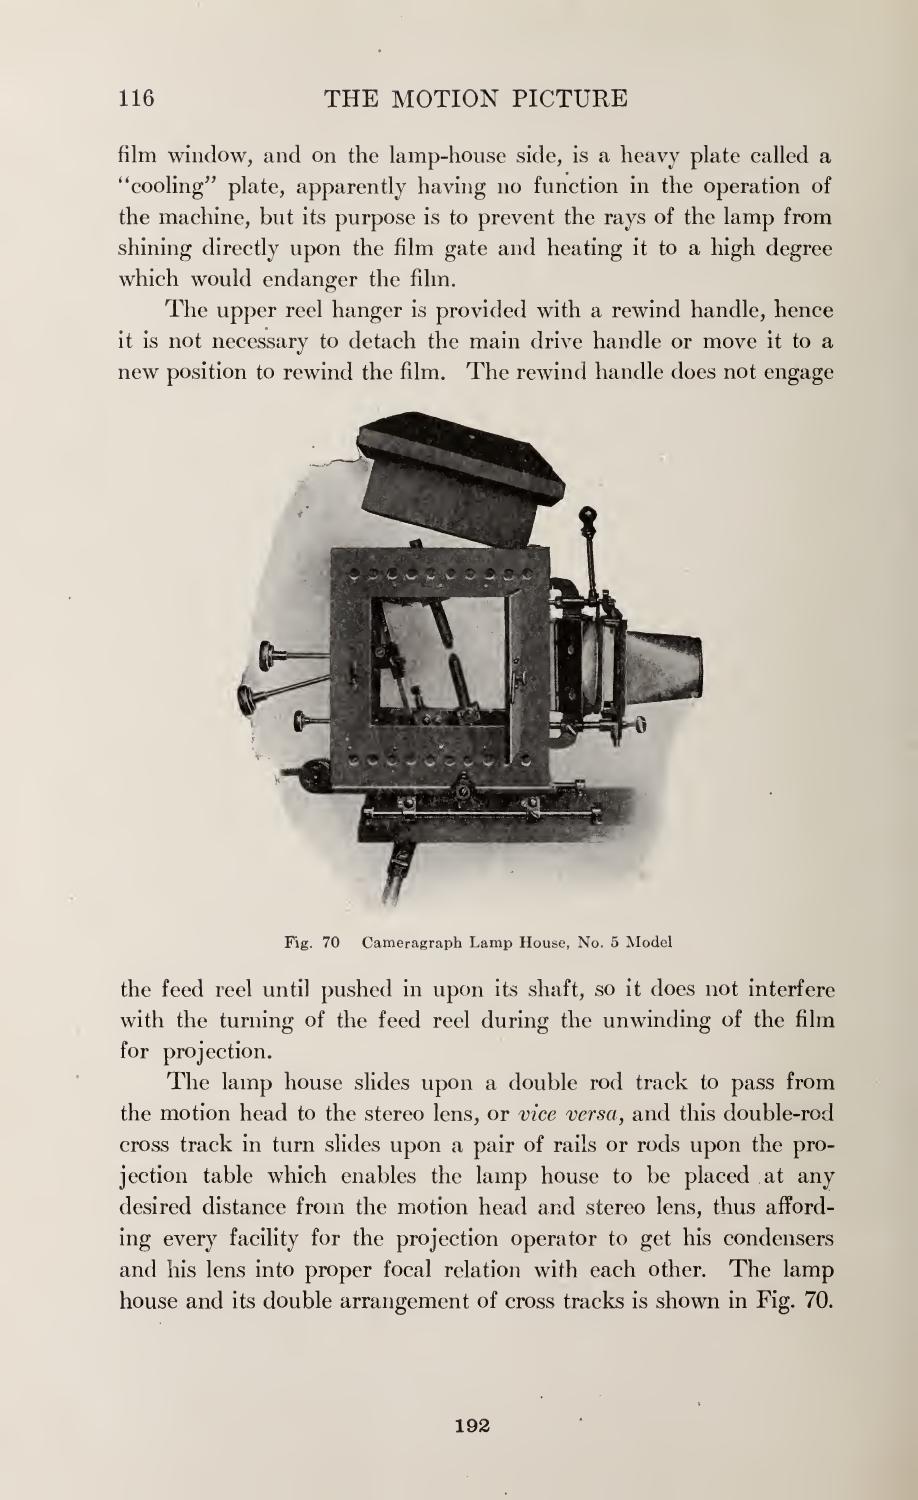 116 THE MOTION PICTURE
film window, and on the lamp-house side, is a heavy plate called a
“cooling” plate, apparently having no function in the operation of
the machine, but its purpose is to prevent the rays of the lamp from
shining directly upon the film gate and heating it to a high degree
which would endanger the film.
The upper reel hanger is provided with a rewind handle, hence
it is not necessary to detach the main drive handle or move it to a
new position to rewind the film. The rewind handle does not engage
Fig. 70 Cameragraph Lamp House, No. 5 Model
the feed reel until pushed in upon its shaft, so it does not interfere
with the turning of the feed reel during the unwinding of the film
for projection.
The lamp house slides upon a double rod track to pass from
the motion head to the stereo lens, or vice versa, and this double-rod
cross track in turn slides upon a pair of rails or rods upon the pro-
jection table which enables the lamp house to be placed at any
desired distance from the motion head and stereo lens, thus afford-
ing every facility for the projection operator to get his condensers
and his lens into proper focal relation with each other. The lamp
house and its double arrangement of cross tracks is shown in Fig. 70.
192